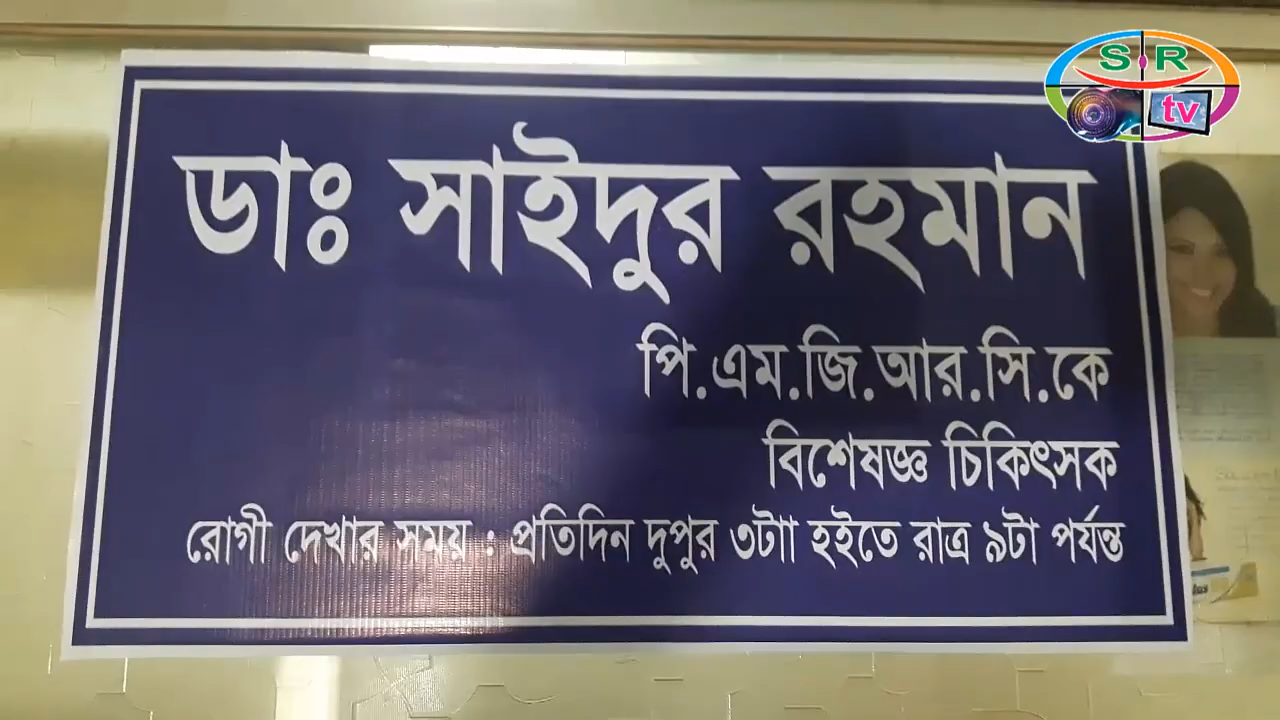 S R
tv
ডাঃ সাইদুর রহমান
পি.এম.জি.আর.সি.কে
বিশেষজ্ঞ চিকিৎসক
রোগী দেখার সময় : প্রতিদিন দুপুর ৩টাা হইতে রাত্র ৯টা পর্যন্ত